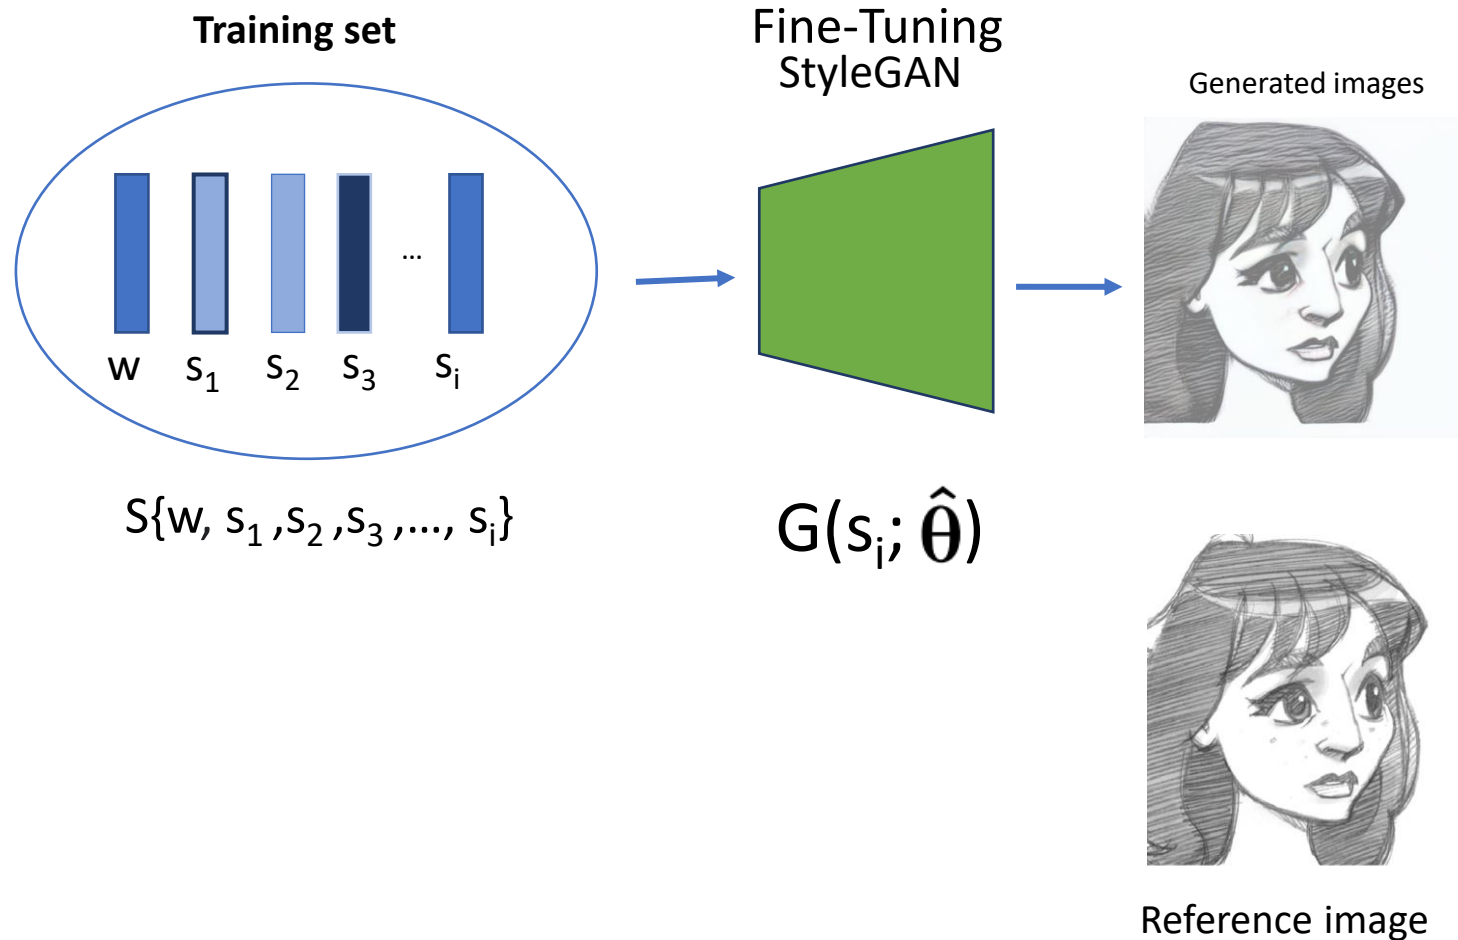 Training set
Fine-Tuning
StyleGAN
Generated images
w s₁ s₂ s₃ ... sᵢ
S{w, s₁ ,s₂ ,s₃ ,..., sᵢ}
G(sᵢ; θ̂)
Reference image